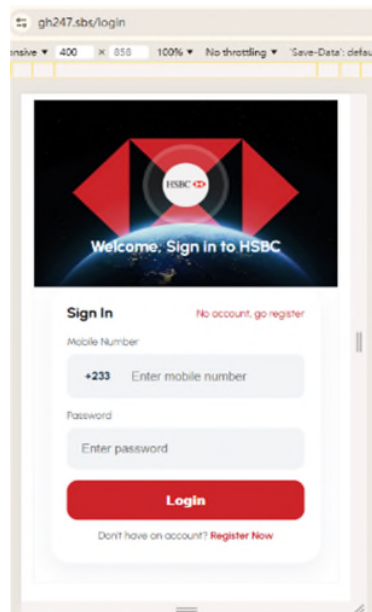 gh247.sbs/login
onsive ▼ 400 × 858 100% ▼ No throttling ▼ 'Save-Data': defau
HSBC
Welcome, Sign in to HSBC
Sign In No account, go register
Mobile Number
+233 Enter mobile number
Password
Enter password
Login
Don't have an account? Register Now